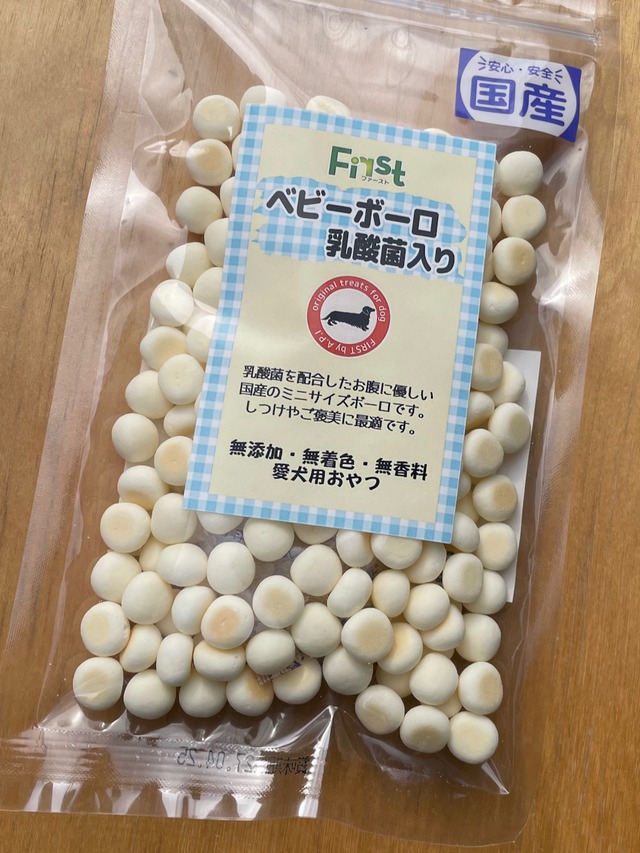 安心・安全
国産
First
ファースト
ベビーボーロ
乳酸菌入り
original treats for dog
FIRST by A.P.I
乳酸菌を配合したお腹に優しい
国産のミニサイズボーロです。
しつけやご褒美に最適です。
無添加・無着色・無香料
愛犬用おやつ
27.04.25